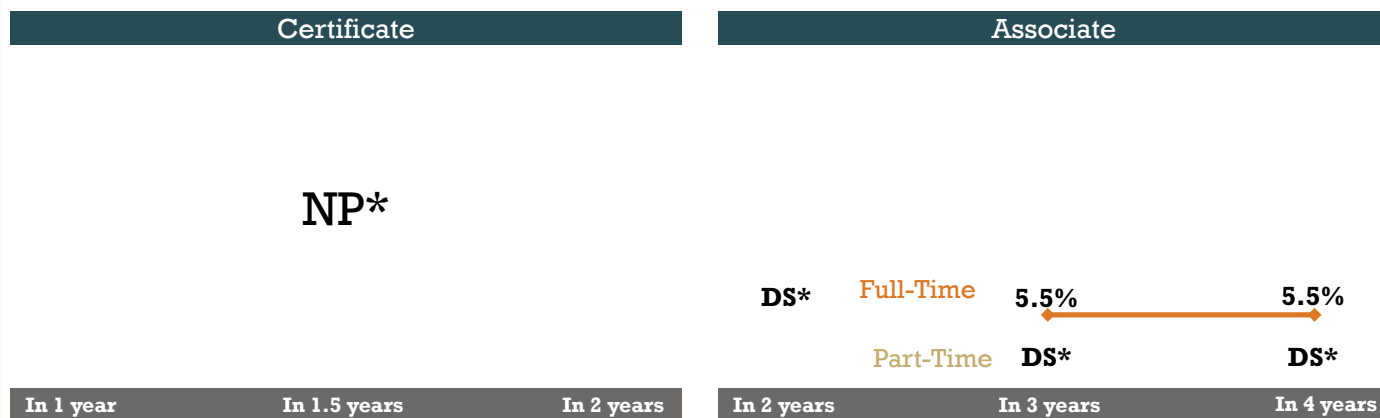 Certificate
NP*
In 1 year In 1.5 years In 2 years
Associate
DS* Full-Time 5.5% 5.5%
Part-Time DS* DS*
In 2 years In 3 years In 4 years